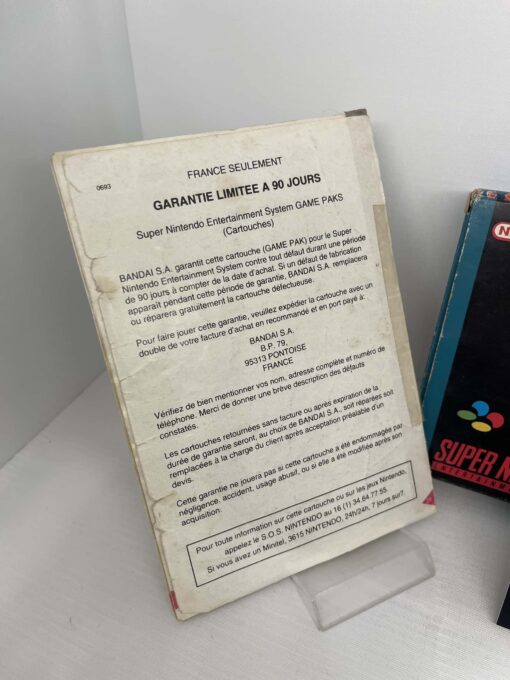 0693
FRANCE SEULEMENT
GARANTIE LIMITEE A 90 JOURS
Super Nintendo Entertainment System GAME PAKS
(Cartouches)
BANDAI S.A. garantit cette cartouche (GAME PAK) pour le Super
Nintendo Entertainment System contre tout défaut durant une période
de 90 jours à compter de la date d'achat. Si un défaut de fabrication
apparaît pendant cette période de garantie, BANDAI S.A. remplacera
ou réparera gratuitement la cartouche défectueuse.
Pour faire jouer cette garantie, veuillez expédier la cartouche avec un
double de votre facture d'achat en recommandé et en port payé à:
BANDAI S.A.
B.P. 79,
95313 PONTOISE
FRANCE
Vérifiez de bien mentionner vos nom, adresse complète et numéro de
téléphone. Merci de donner une brève description des défauts
constatés.
Les cartouches retournées sans facture ou après expiration de la
durée de garantie seront, au choix de BANDAI S.A., soit réparées soit
remplacées à la charge du client après acceptation préalable d'un
devis.
Cette garantie ne jouera pas si cette cartouche a été endommagée par
négligence, accident, usage abusif, ou si elle a été modifiée après son
acquisition.
Pour toute information sur cette cartouche ou sur les jeux Nintendo,
appelez le S.O.S. NINTENDO au 16 (1) 34.64.77.55.
Si vous avez un Minitel, 3615 NINTENDO, 24h/24h, 7 jours sur7.
SUPER N
ENTERTAINM